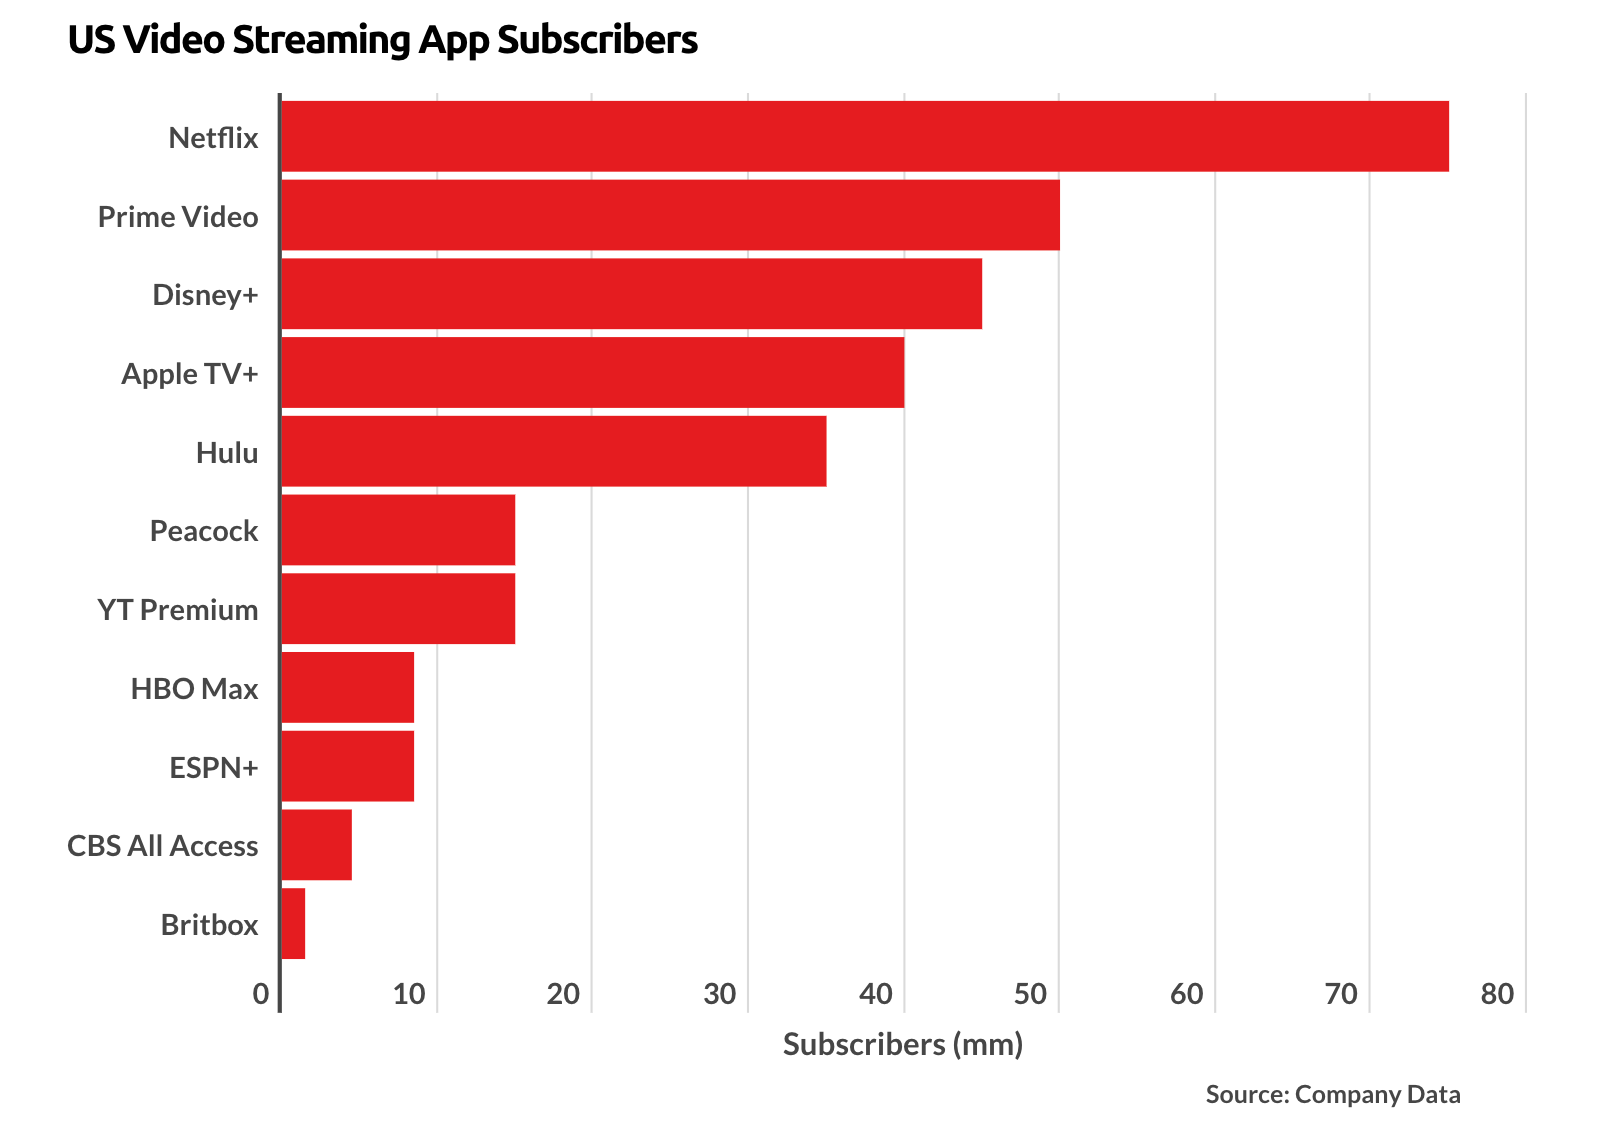 US Video Streaming App Subscribers
Netflix
Prime Video
Disney+
Apple TV+
Hulu
Peacock
YT Premium
HBO Max
ESPN+
CBS All Access
Britbox
0 10 20 30 40 50 60 70 80
Subscribers (mm)
Source: Company Data